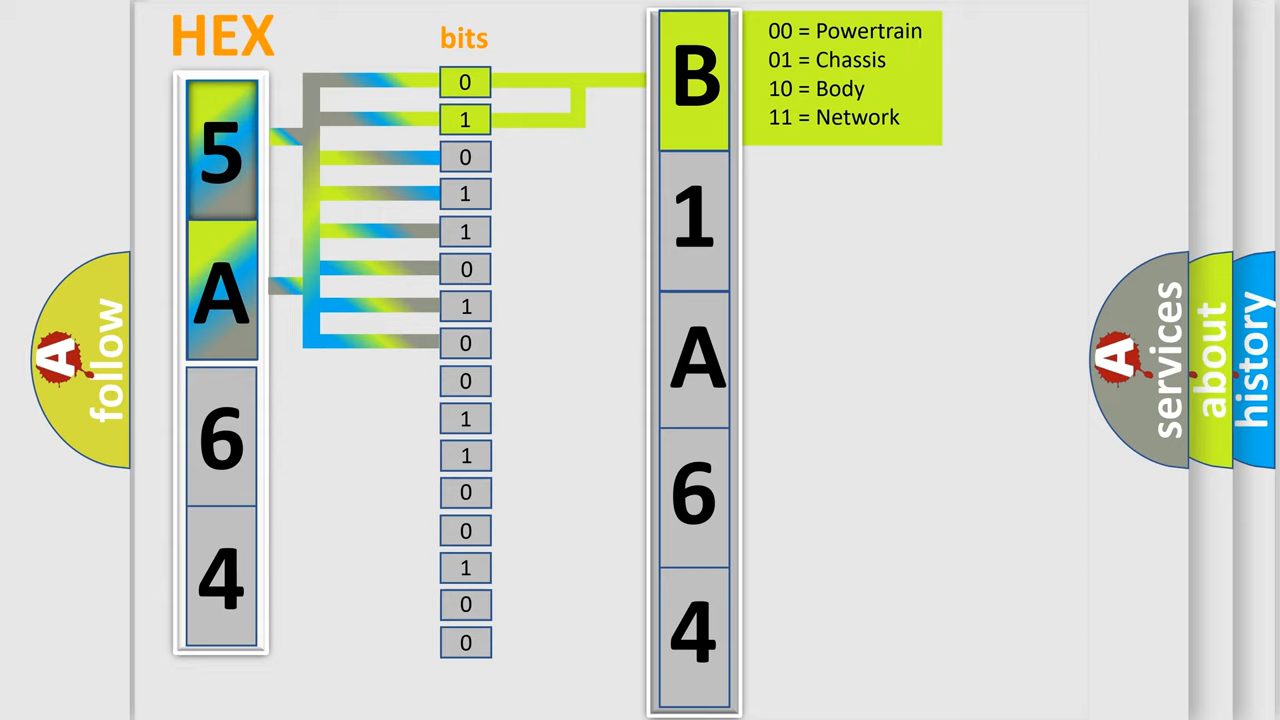 HEX
bits
5
A
6
4
0
1
0
1
1
0
1
0
0
1
1
0
0
1
0
0
B
1
A
6
4
00 = Powertrain
01 = Chassis
10 = Body
11 = Network
A
follow
A
services
about
history